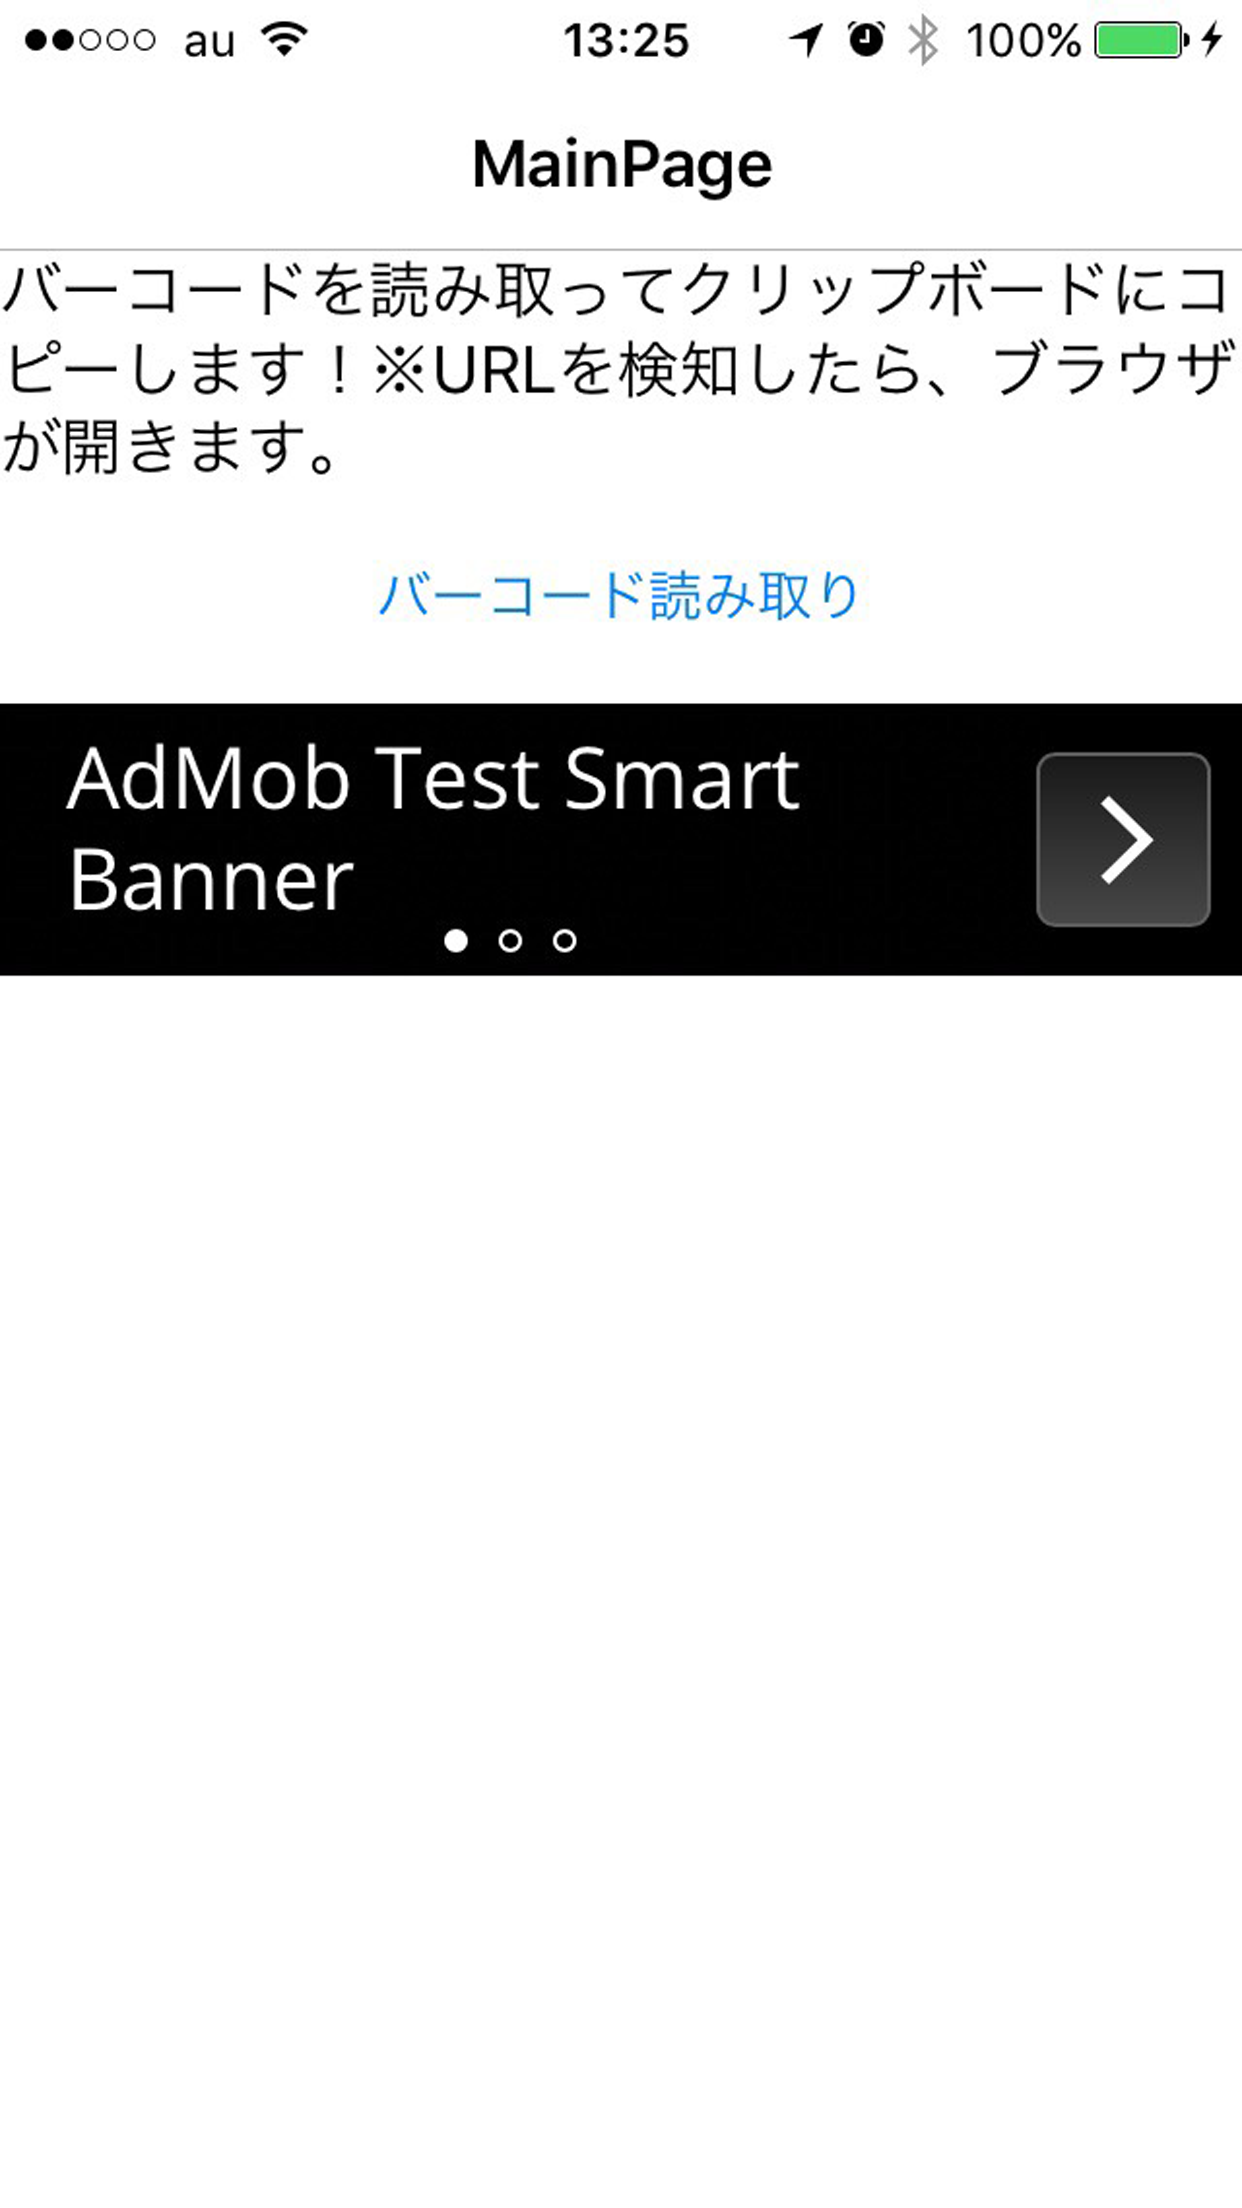 au 13:25 100%
MainPage
バーコードを読み取ってクリップボードにコ
ピーします！※URLを検知したら、ブラウザ
が開きます。
バーコード読み取り
AdMob Test Smart
Banner